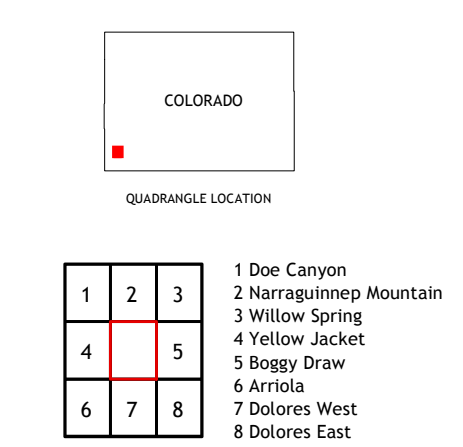 COLORADO
QUADRANGLE LOCATION
1 2 3
4 5
6 7 8
1 Doe Canyon
2 Narraguinnep Mountain
3 Willow Spring
4 Yellow Jacket
5 Boggy Draw
6 Arriola
7 Dolores West
8 Dolores East